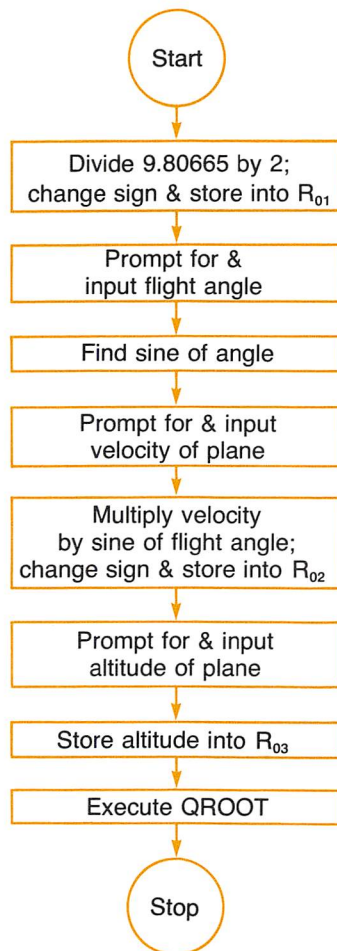 Start
Divide 9.80665 by 2;
change sign & store into R₀₁
Prompt for &
input flight angle
Find sine of angle
Prompt for & input
velocity of plane
Multiply velocity
by sine of flight angle;
change sign & store into R₀₂
Prompt for & input
altitude of plane
Store altitude into R₀₃
Execute QROOT
Stop